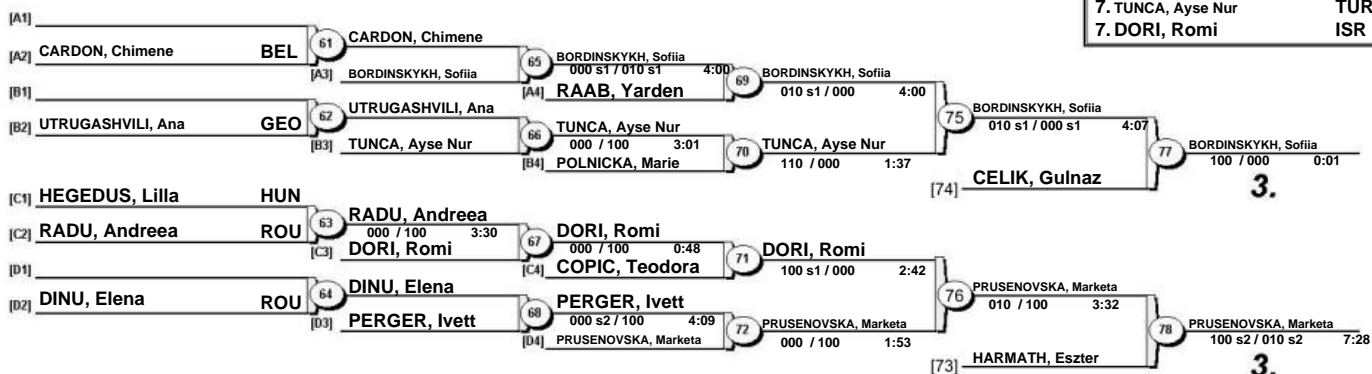 7. TUNCA, Ayse Nur TUR
7. DORI, Romi ISR
[A1]
[A2] CARDON, Chimene BEL
61 CARDON, Chimene
[A3] BORDINSKYKH, Sofiia
65 BORDINSKYKH, Sofiia
000 s1 / 010 s1 4:00
[A4] RAAB, Yarden
69 BORDINSKYKH, Sofiia
010 s1 / 000 4:00
[B1]
[B2] UTRUGASHVILI, Ana GEO
62 UTRUGASHVILI, Ana
[B3] TUNCA, Ayse Nur
66 TUNCA, Ayse Nur
000 / 100 3:01
[B4] POLNICKA, Marie
70 TUNCA, Ayse Nur
110 / 000 1:37
75 BORDINSKYKH, Sofiia
010 s1 / 000 s1 4:07
[74] CELIK, Gulnaz
77 BORDINSKYKH, Sofiia
100 / 000 0:01
3.
[C1] HEGEDUS, Lilla HUN
[C2] RADU, Andreea ROU
63 RADU, Andreea
000 / 100 3:30
[C3] DORI, Romi
67 DORI, Romi
000 / 100 0:48
[C4] COPIC, Teodora
71 DORI, Romi
100 s1 / 000 2:42
[D1]
[D2] DINU, Elena ROU
64 DINU, Elena
[D3] PERGER, Ivett
68 PERGER, Ivett
000 s2 / 100 4:09
[D4] PRUSENOVSKA, Marketa
72 PRUSENOVSKA, Marketa
000 / 100 1:53
76 PRUSENOVSKA, Marketa
010 / 100 3:32
[73] HARMATH, Eszter
78 PRUSENOVSKA, Marketa
100 s2 / 010 s2 7:28
3.